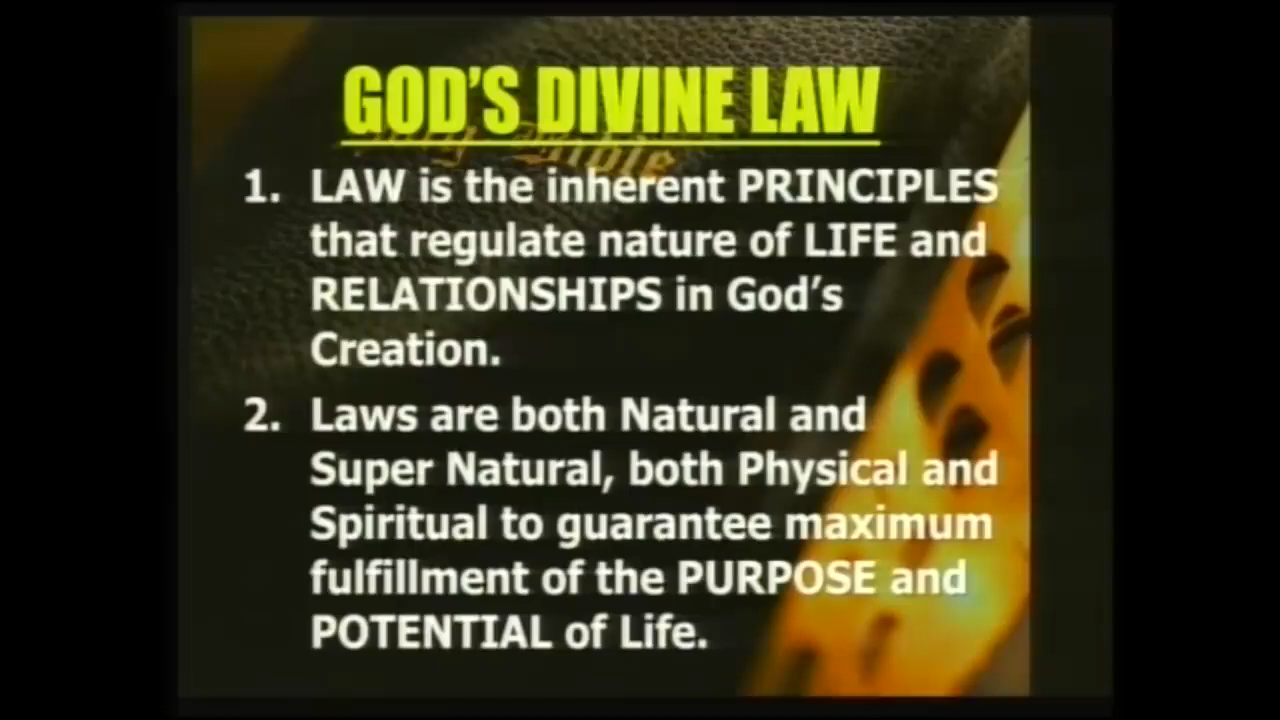 GOD'S DIVINE LAW
Holy Bible
1. LAW is the inherent PRINCIPLES
that regulate nature of LIFE and
RELATIONSHIPS in God's
Creation.
2. Laws are both Natural and
Super Natural, both Physical and
Spiritual to guarantee maximum
fulfillment of the PURPOSE and
POTENTIAL of Life.